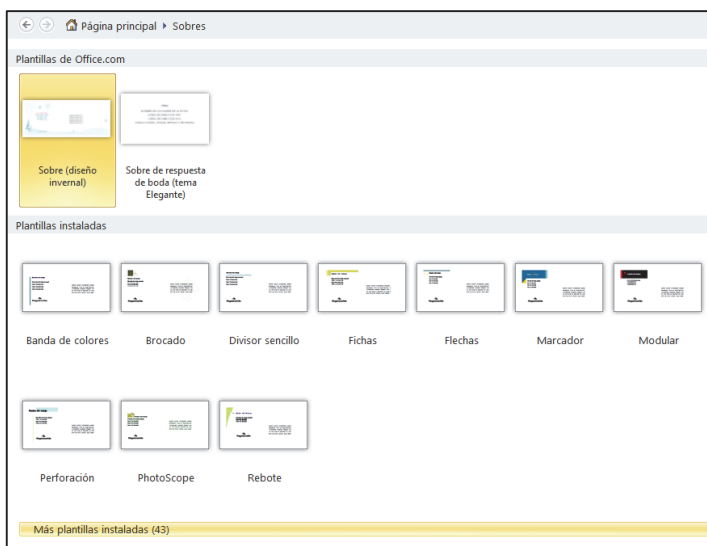 Página principal ▸ Sobres
Plantillas de Office.com
Sobre (diseño
invernal)
Sobre de respuesta
de boda (tema
Elegante)
Plantillas instaladas
Banda de colores Brocado Divisor sencillo Fichas Flechas Marcador Modular
Perforación PhotoScope Rebote
Más plantillas instaladas (43)